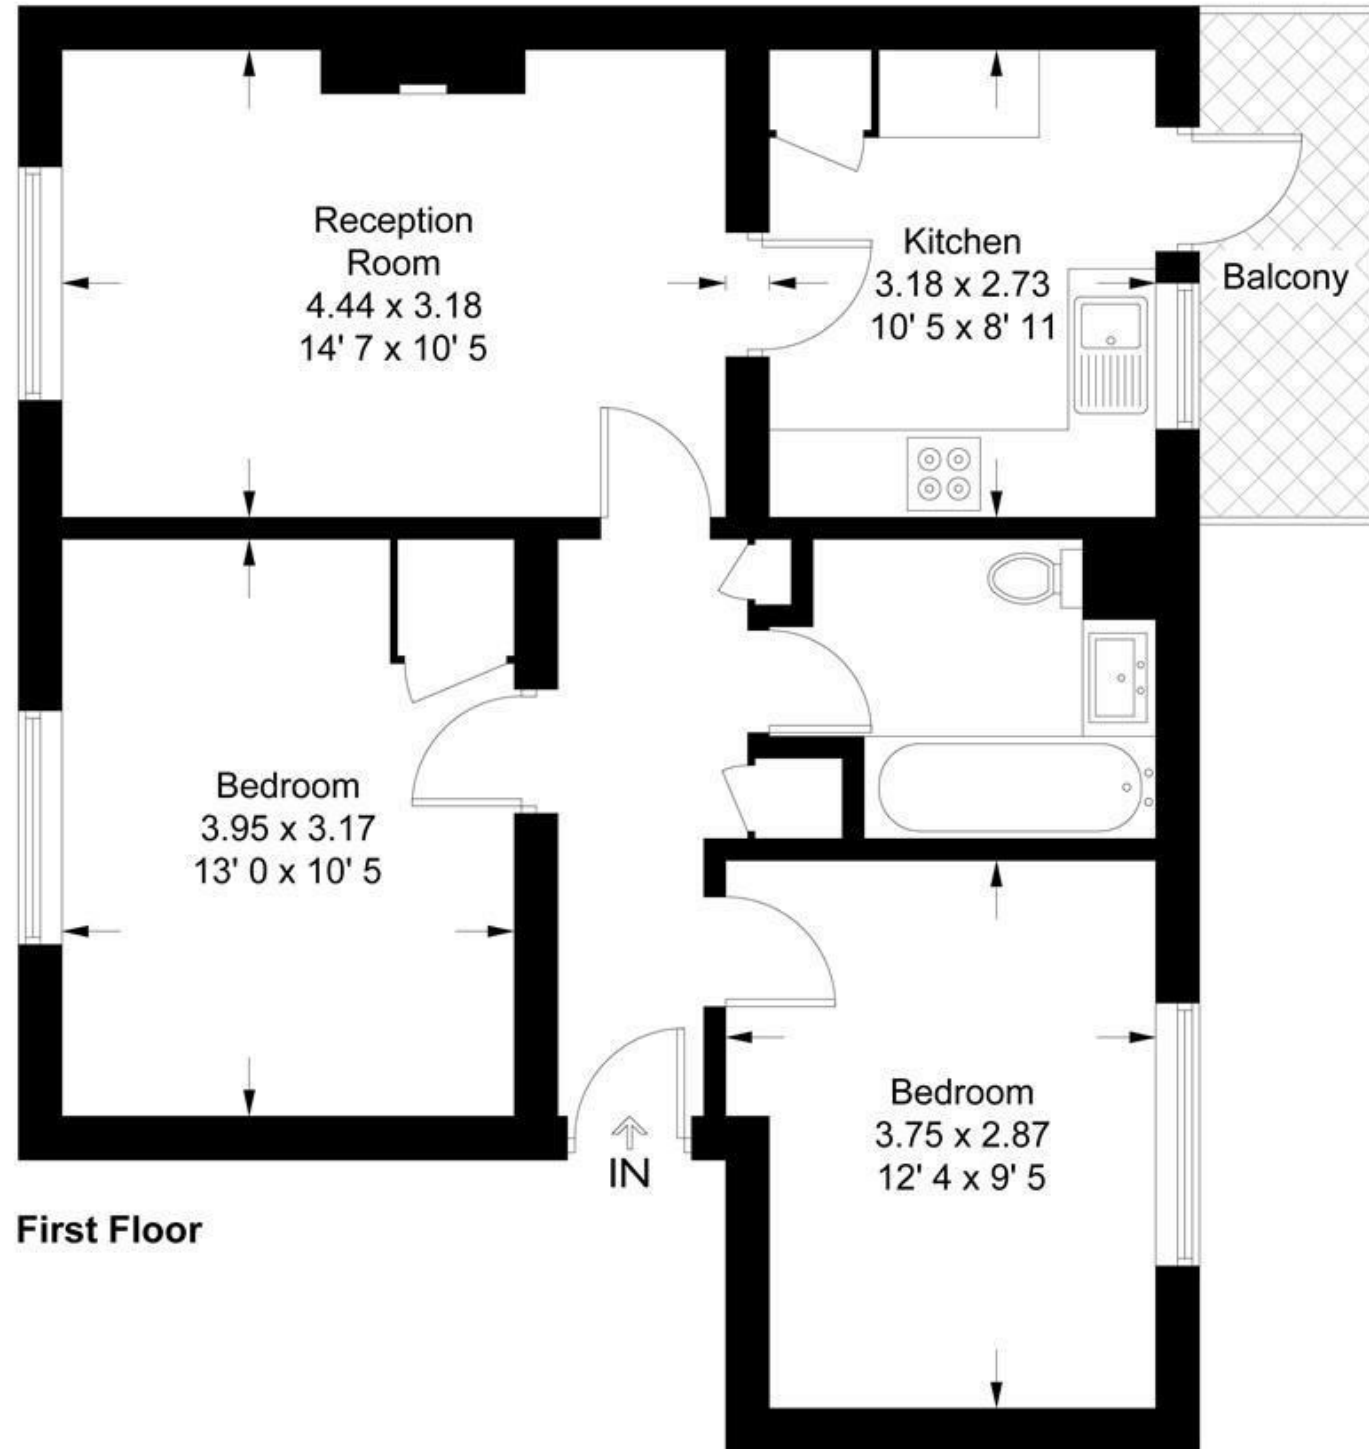 Reception
Room
4.44 x 3.18
14' 7 x 10' 5
Kitchen
3.18 x 2.73
10' 5 x 8' 11
Balcony
Bedroom
3.95 x 3.17
13' 0 x 10' 5
Bedroom
3.75 x 2.87
12' 4 x 9' 5
IN
First Floor